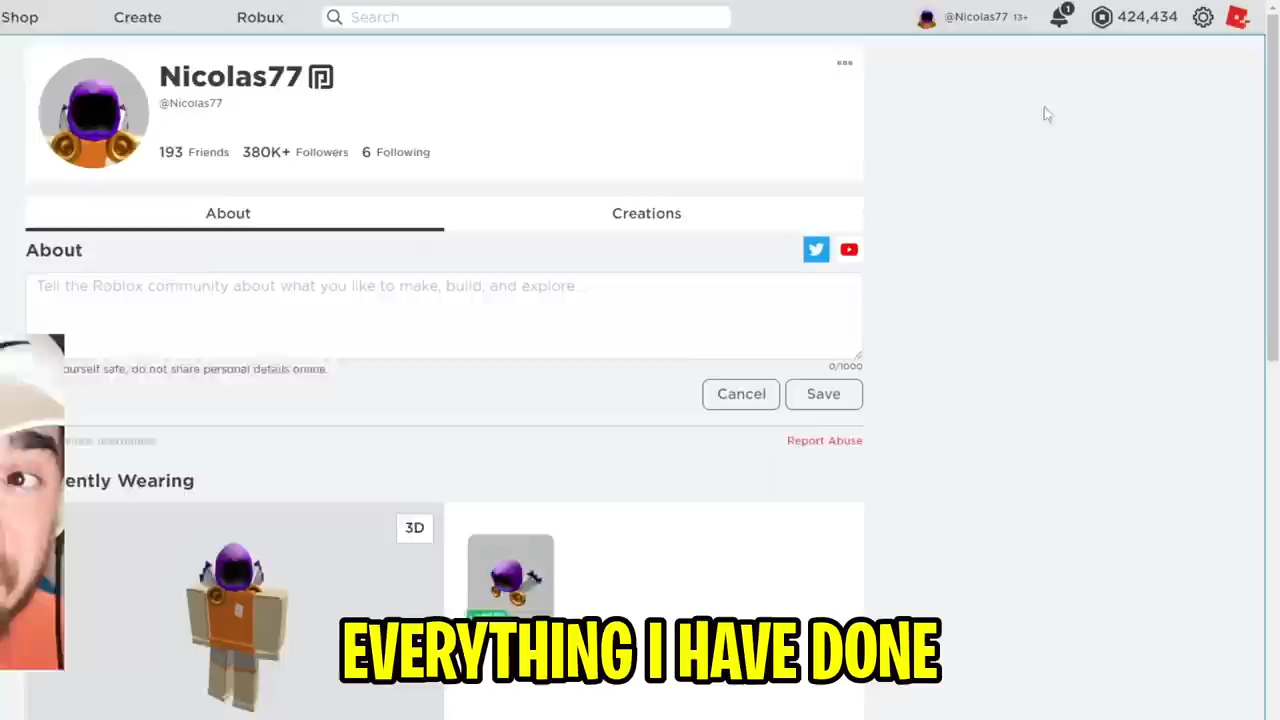 Shop
Create
Robux
Search
@Nicolas77 13+
1
424,434
Nicolas77
@Nicolas77
193 Friends 380K+ Followers 6 Following
About
Creations
About
Tell the Roblox community about what you like to make, build, and explore...
ourself safe, do not share personal details online.
0/1000
Cancel
Save
Report Abuse
ently Wearing
3D
EVERYTHING I HAVE DONE